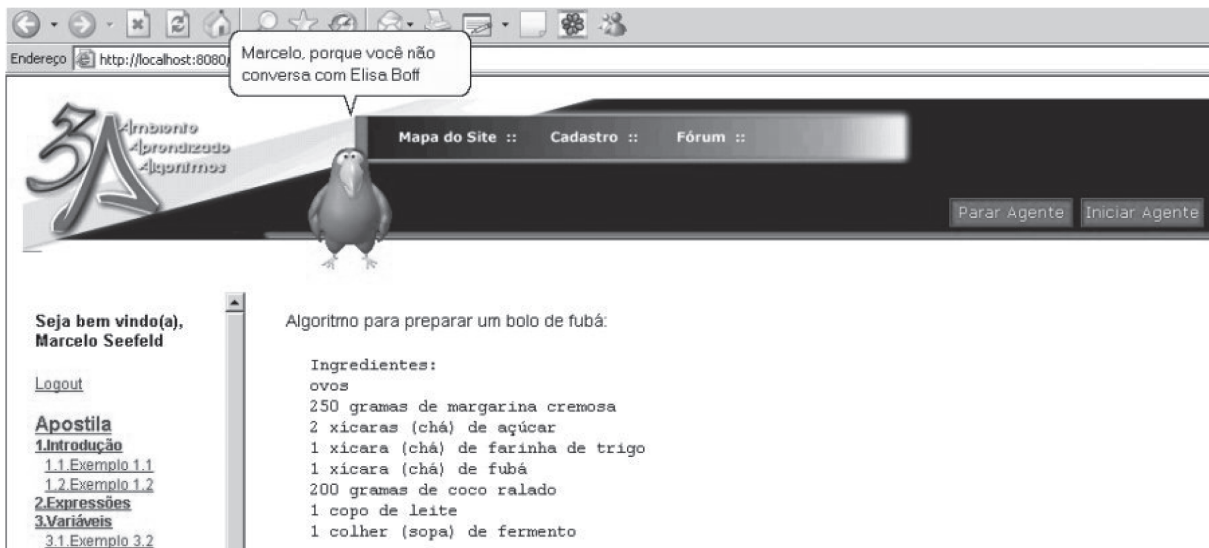 Marcelo, porque você não
conversa com Elisa Boff
Endereço http://localhost:8080/
3A Ambiente
Aprendizado
Algoritmos
Mapa do Site :: Cadastro :: Fórum ::
Parar Agente Iniciar Agente
Seja bem vindo(a),
Marcelo Seefeld
Logout
Apostila
1.Introdução
1.1.Exemplo 1.1
1.2.Exemplo 1.2
2.Expressões
3.Variáveis
3.1.Exemplo 3.2
Algoritmo para preparar um bolo de fubá:
Ingredientes:
ovos
250 gramas de margarina cremosa
2 xícaras (chá) de açúcar
1 xícara (chá) de farinha de trigo
1 xícara (chá) de fubá
200 gramas de coco ralado
1 copo de leite
1 colher (sopa) de fermento